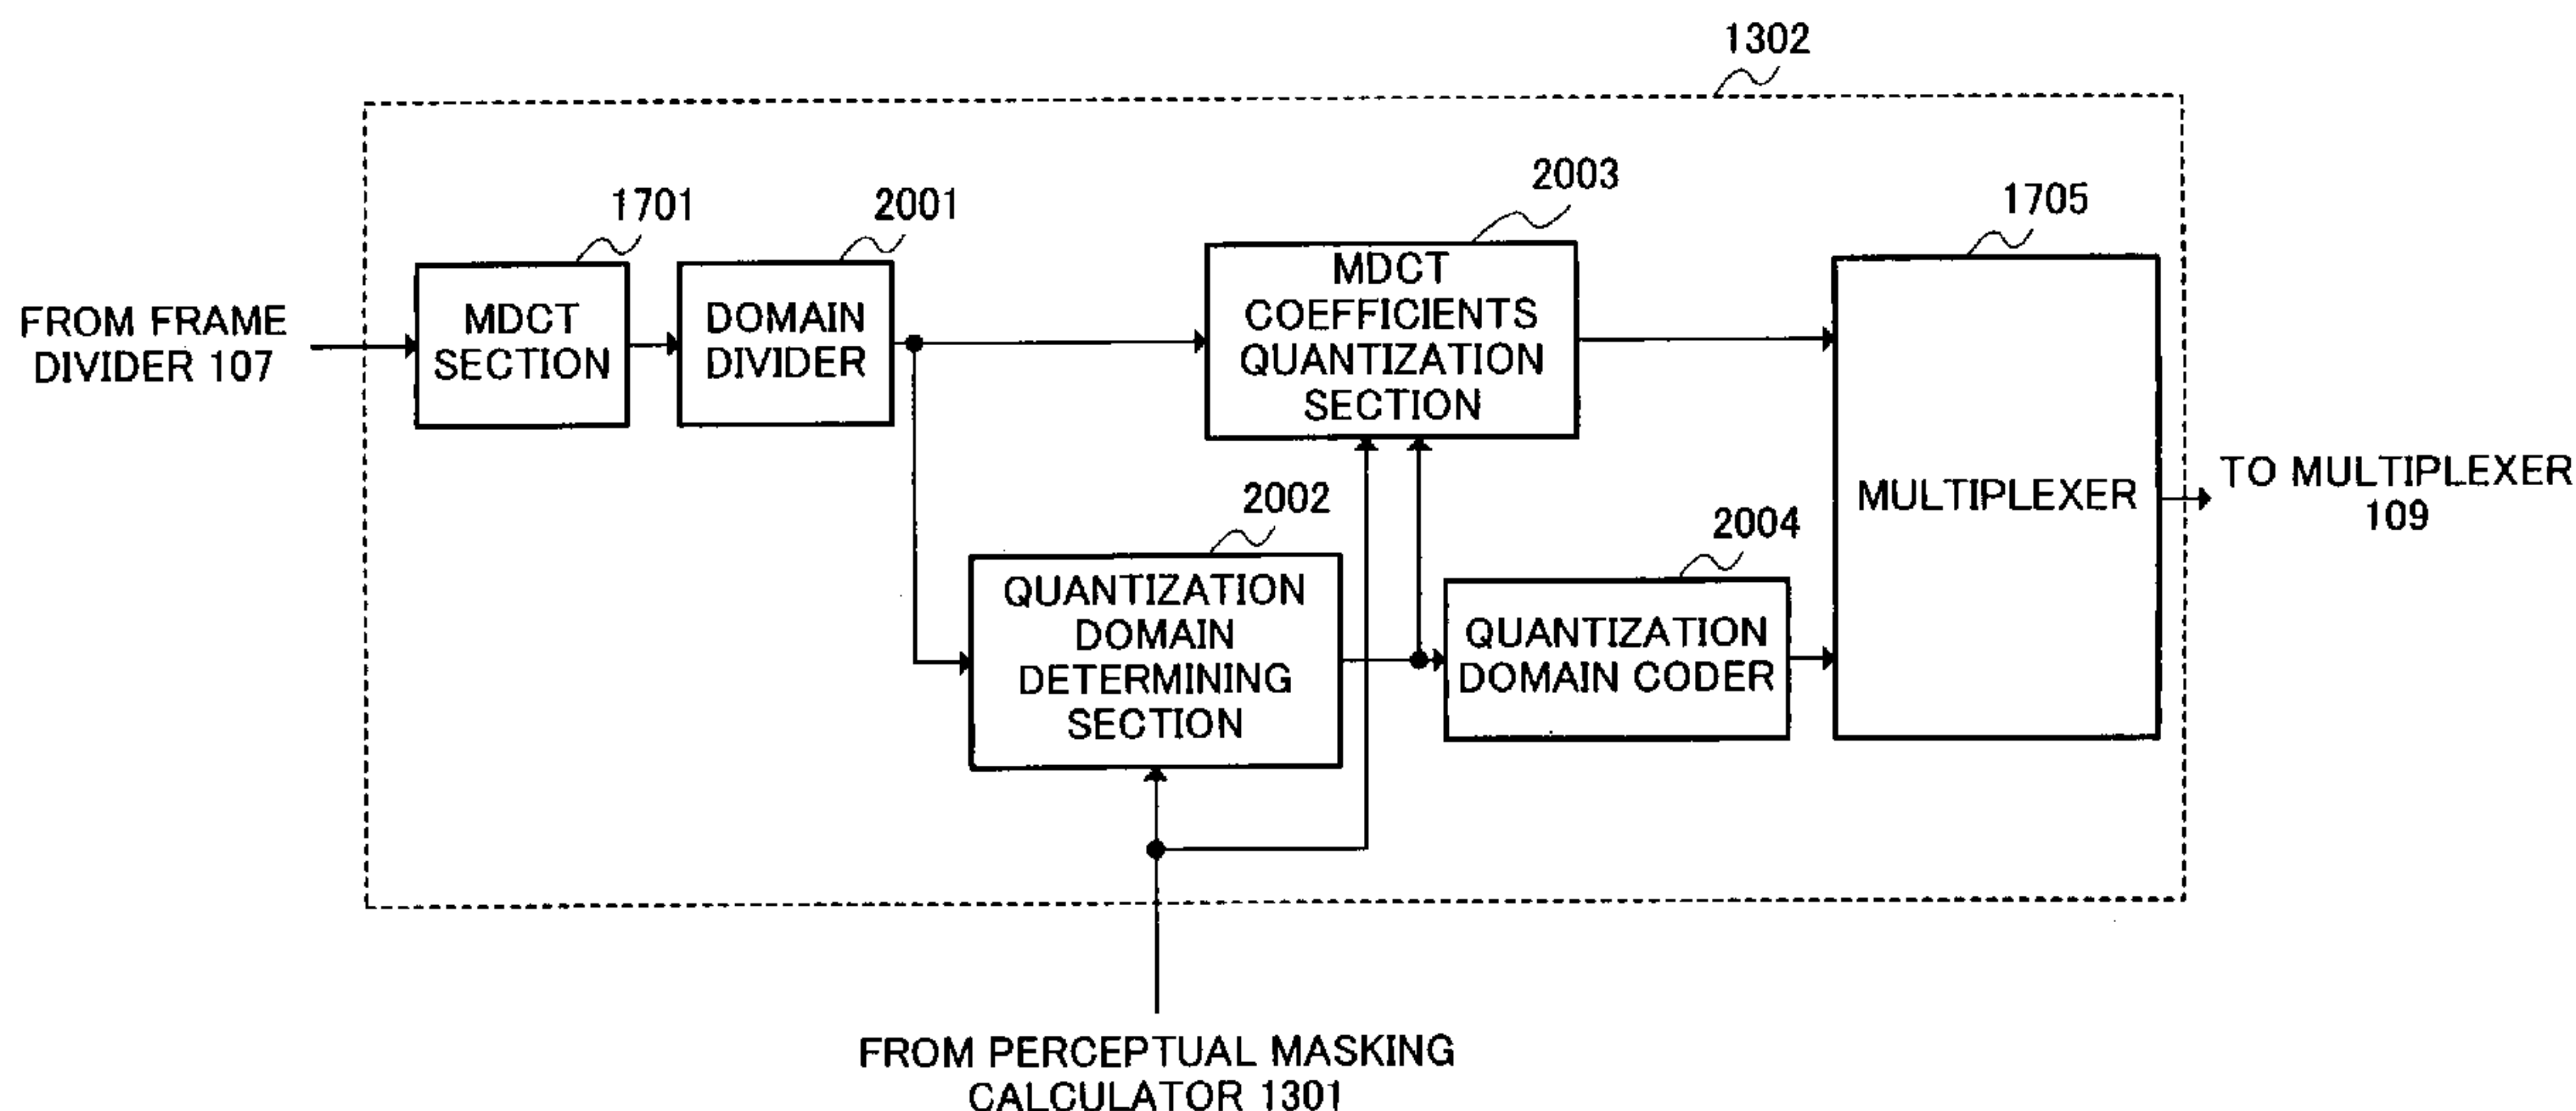 1302
2003
1701
2001
1705
MDCT
COEFFICIENTS
QUANTIZATION
SECTION
FROM FRAME
DIVIDER 107
MDCT
SECTION
DOMAIN
DIVIDER
2002
2004
MULTIPLEXER
TO MULTIPLEXER
109
QUANTIZATION
DOMAIN
DETERMINING
SECTION
QUANTIZATION
DOMAIN CODER
FROM PERCEPTUAL MASKING
CALCULATOR 1301